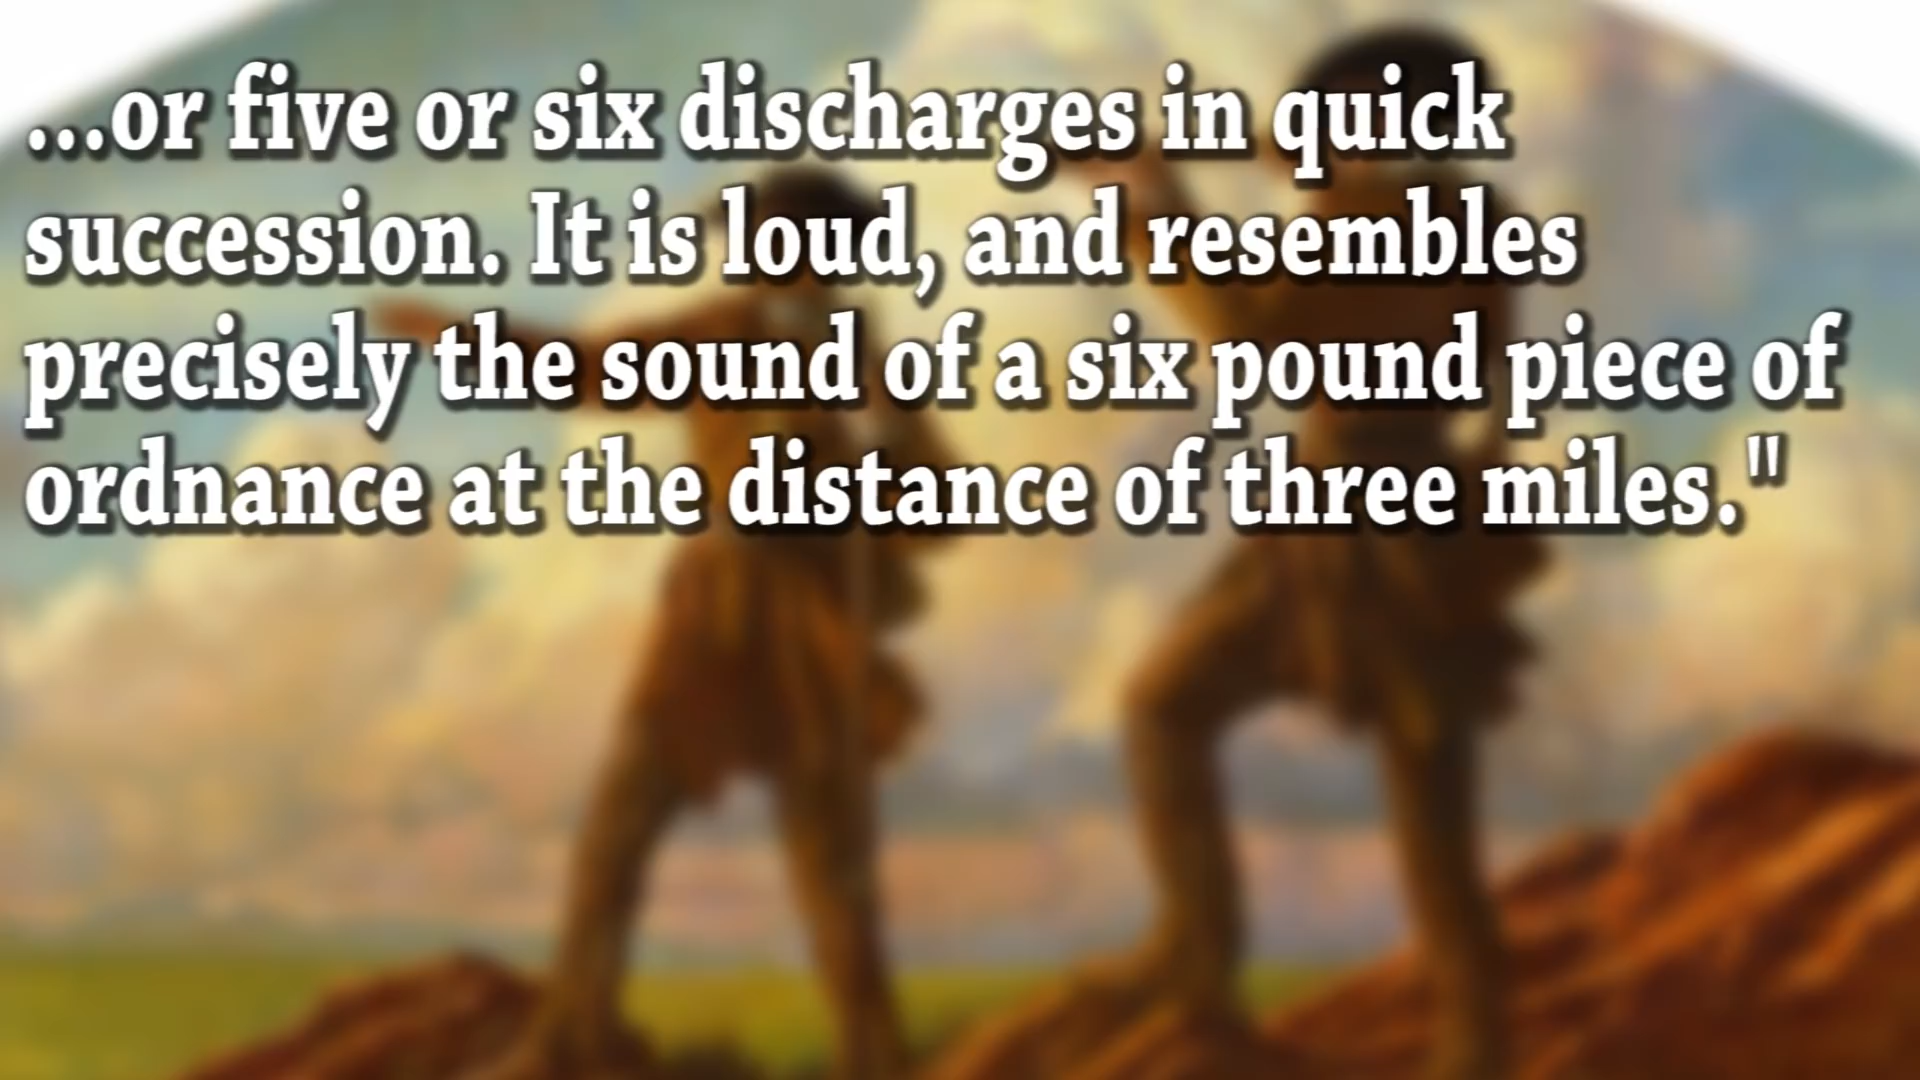 ...or five or six discharges in quick
succession. It is loud, and resembles
precisely the sound of a six pound piece of
ordnance at the distance of three miles."